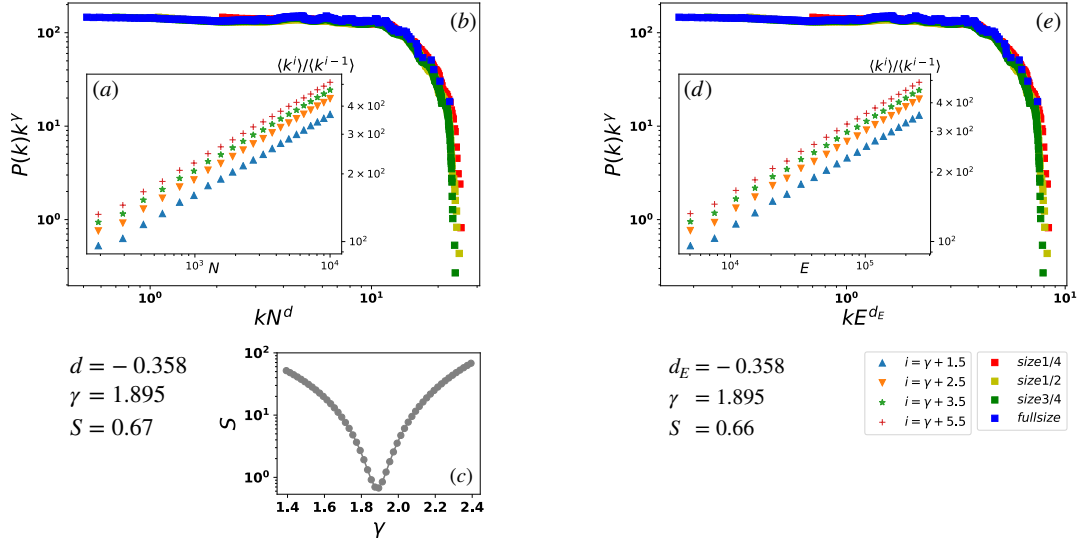 (b)
10²
10¹
10⁰
P(k)k^γ
(a)
⟨k^i⟩/⟨k^{i−1}⟩
4 × 10²
3 × 10²
2 × 10²
10²
10³
10⁴
N
10⁰
10¹
kN^d
(e)
10²
10¹
10⁰
P(k)k^γ
(d)
⟨k^i⟩/⟨k^{i−1}⟩
4 × 10²
3 × 10²
2 × 10²
10²
10⁴
10⁵
E
10⁰
10¹
kE^{d_E}
d = − 0.358
γ = 1.895
S = 0.67
10²
10¹
10⁰
S
(c)
1.4 1.6 1.8 2.0 2.2 2.4
γ
d_E = − 0.358
γ = 1.895
S = 0.66
i = γ + 1.5
i = γ + 2.5
i = γ + 3.5
i = γ + 5.5
size1/4
size1/2
size3/4
fullsize